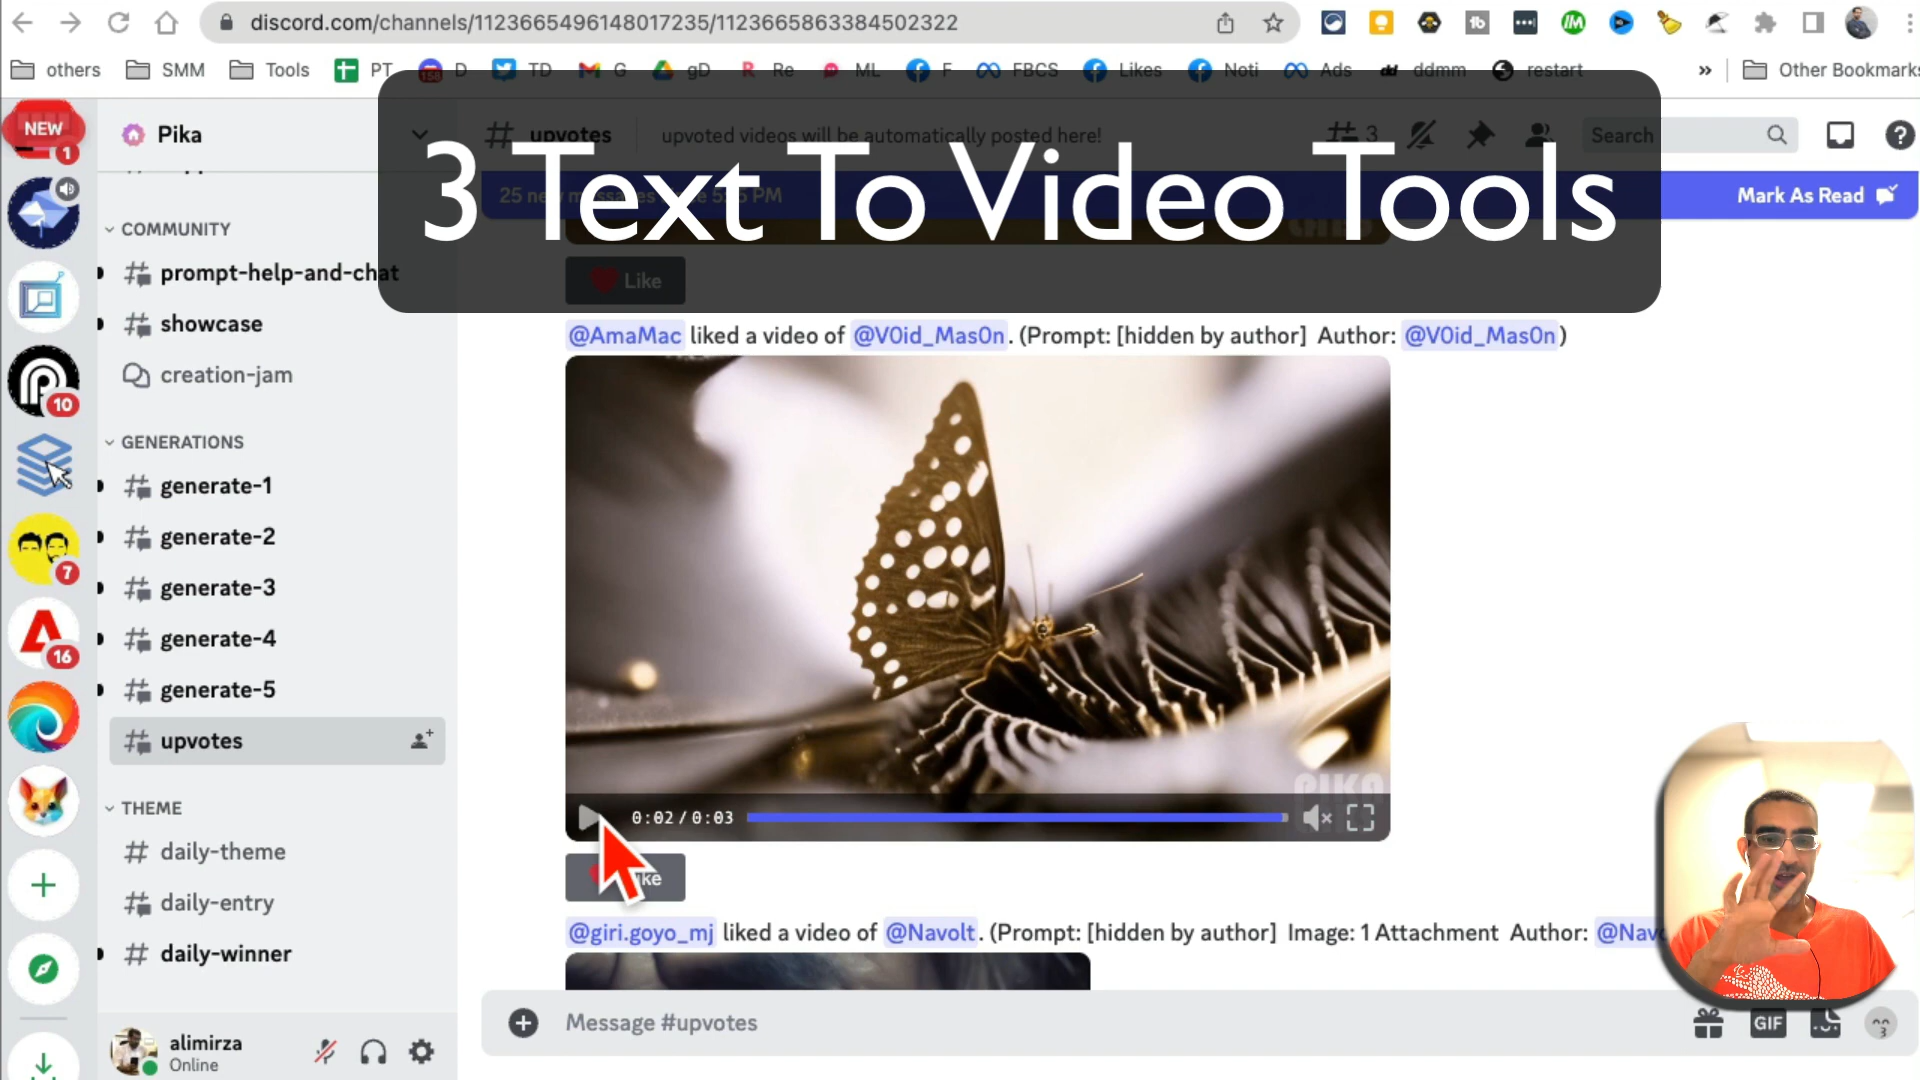 discord.com/channels/1123665496148017235/1123665863384502322
others SMM Tools PT D TD G gD Re ML F FBCS Likes Noti Ads ddmm restart » Other Bookmarks
158
NEW
1
Pika
# upvotes upvoted videos will be automatically posted here! 3 Search
3 Text To Video Tools
Mark As Read
COMMUNITY
prompt-help-and-chat
showcase
creation-jam
10
GENERATIONS
generate-1
generate-2
generate-3
generate-4
generate-5
upvotes
7
16
THEME
daily-theme
daily-entry
daily-winner
alimirza
Online
Like
@AmaMac liked a video of @V0id_Mas0n. (Prompt: [hidden by author] Author: @V0id_Mas0n)
PIKA
0:02/0:03
@giri.goyo_mj liked a video of @Navolt. (Prompt: [hidden by author] Image: 1 Attachment Author:
Message #upvotes
GIF